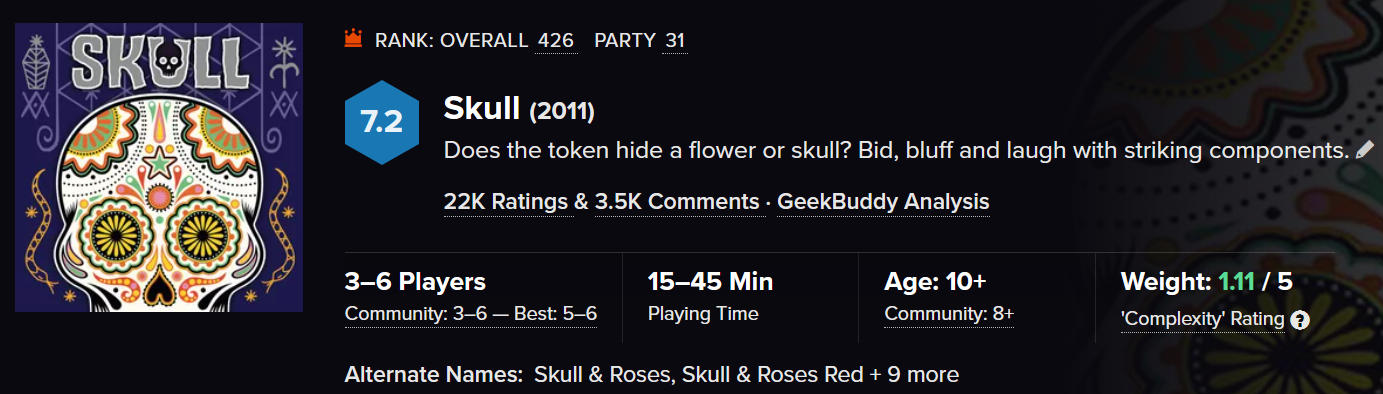 SKULL
RANK: OVERALL 426 PARTY 31
7.2
Skull (2011)
Does the token hide a flower or skull? Bid, bluff and laugh with striking components.
22K Ratings & 3.5K Comments · GeekBuddy Analysis
3–6 Players
Community: 3–6 — Best: 5–6
15–45 Min
Playing Time
Age: 10+
Community: 8+
Weight: 1.11 / 5
'Complexity' Rating ?
Alternate Names: Skull & Roses, Skull & Roses Red + 9 more